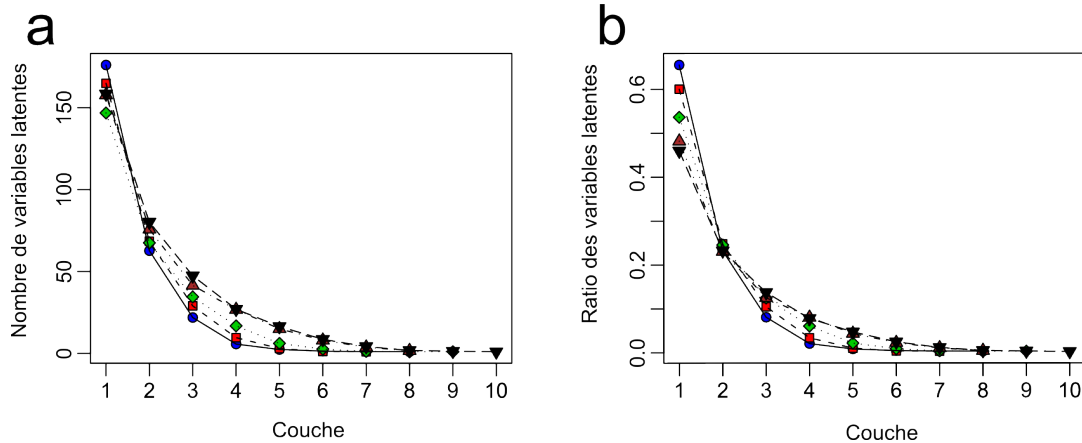 a
Nombre de variables latentes
150
100
50
0
1 2 3 4 5 6 7 8 9 10
Couche
b
Ratio des variables latentes
0.6
0.4
0.2
0.0
1 2 3 4 5 6 7 8 9 10
Couche